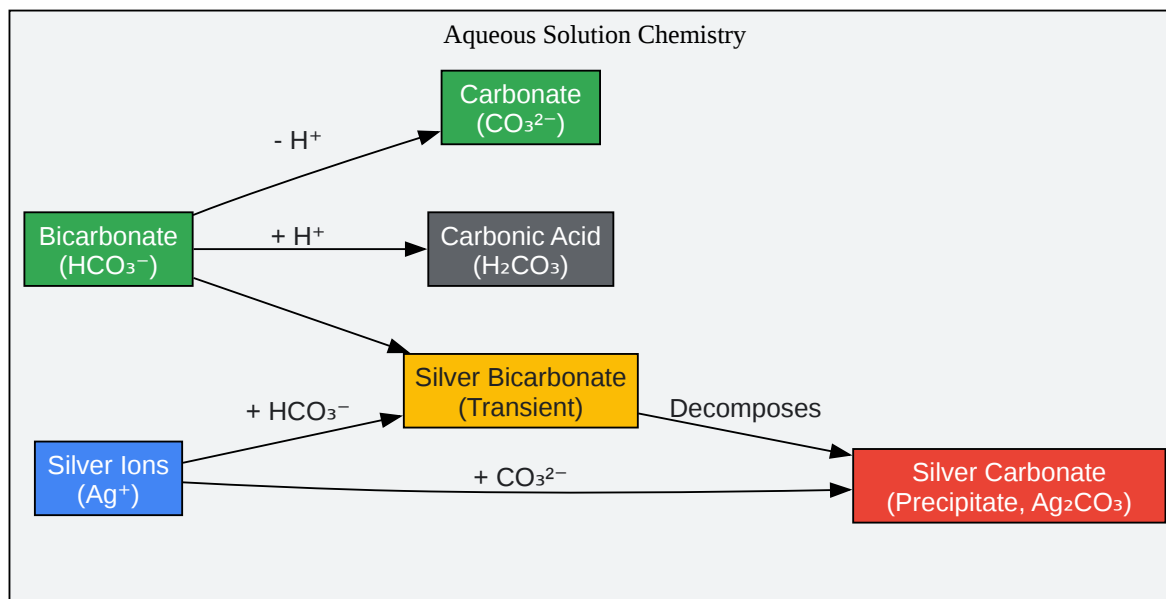 Aqueous Solution Chemistry
Carbonate
(CO₃²⁻)
- H⁺
Bicarbonate
(HCO₃⁻)
+ H⁺
Carbonic Acid
(H₂CO₃)
Silver Bicarbonate
(Transient)
+ HCO₃⁻
Decomposes
Silver Ions
(Ag⁺)
+ CO₃²⁻
Silver Carbonate
(Precipitate, Ag₂CO₃)